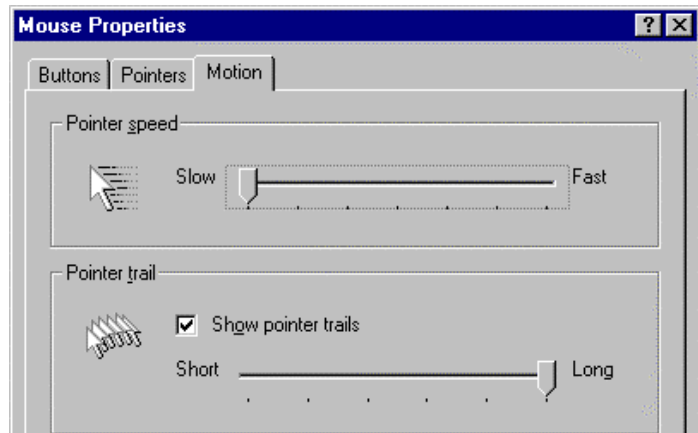 Mouse Properties
Buttons Pointers Motion
Pointer speed
Slow Fast
Pointer trail
Show pointer trails
Short Long